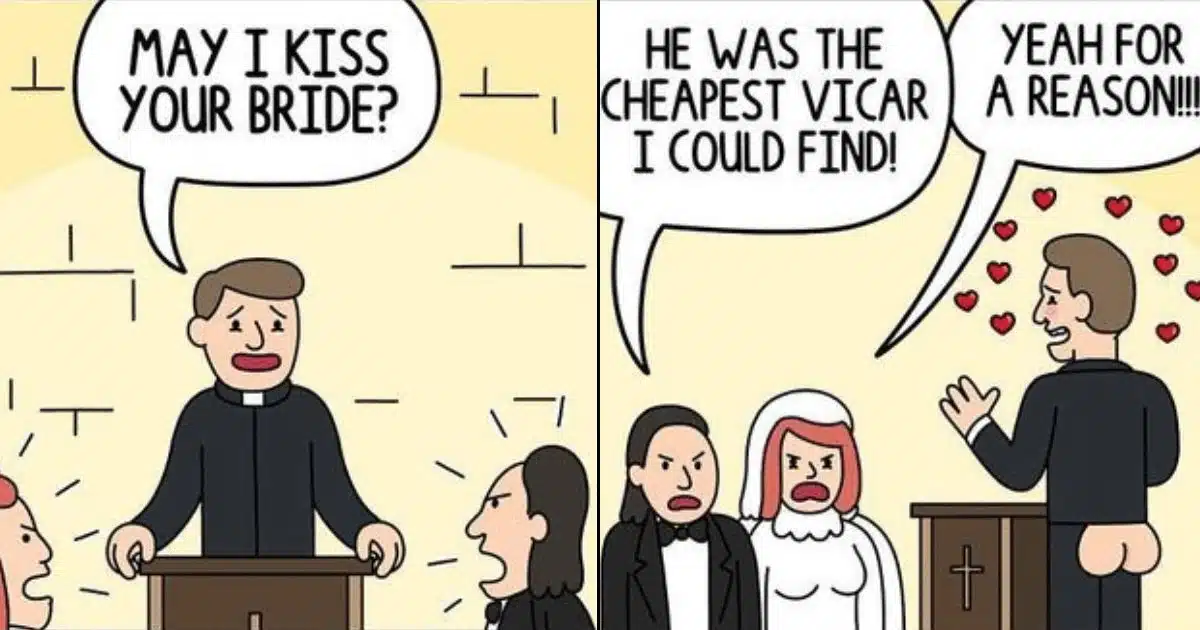 MAY I KISS
YOUR BRIDE?
HE WAS THE
CHEAPEST VICAR
I COULD FIND!
YEAH FOR
A REASON!!!